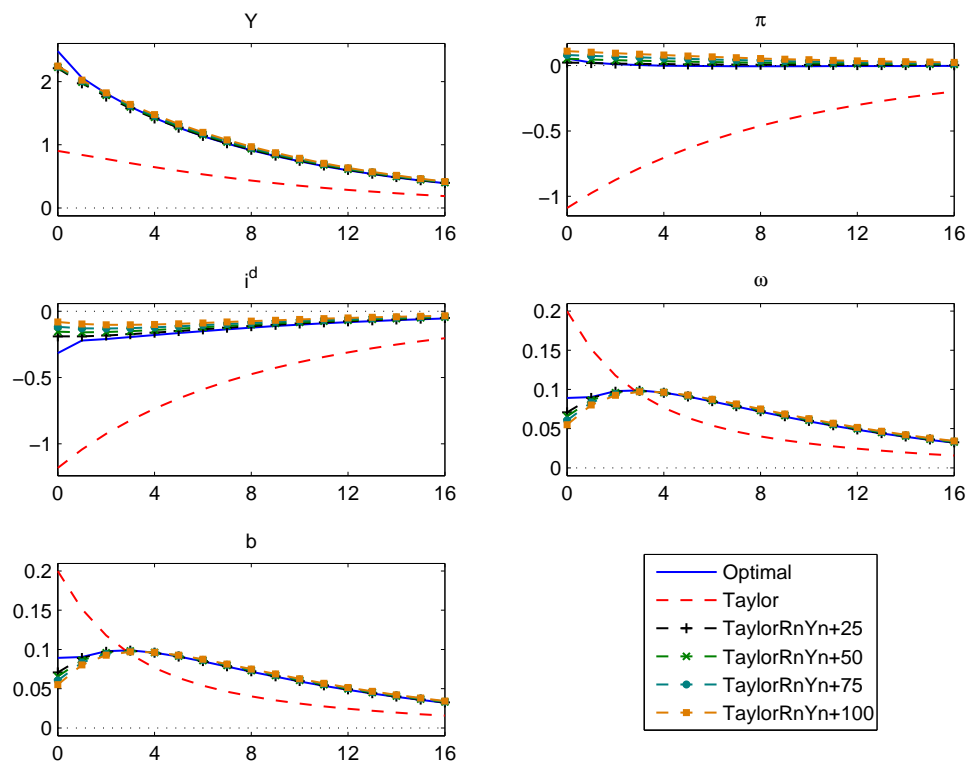 Y
2
1
0
0 4 8 12 16
π
0
−0.5
−1
0 4 8 12 16
i^d
0
−0.5
−1
0 4 8 12 16
ω
0.2
0.15
0.1
0.05
0
0 4 8 12 16
b
0.2
0.15
0.1
0.05
0
0 4 8 12 16
Optimal
Taylor
TaylorRnYn+25
TaylorRnYn+50
TaylorRnYn+75
TaylorRnYn+100